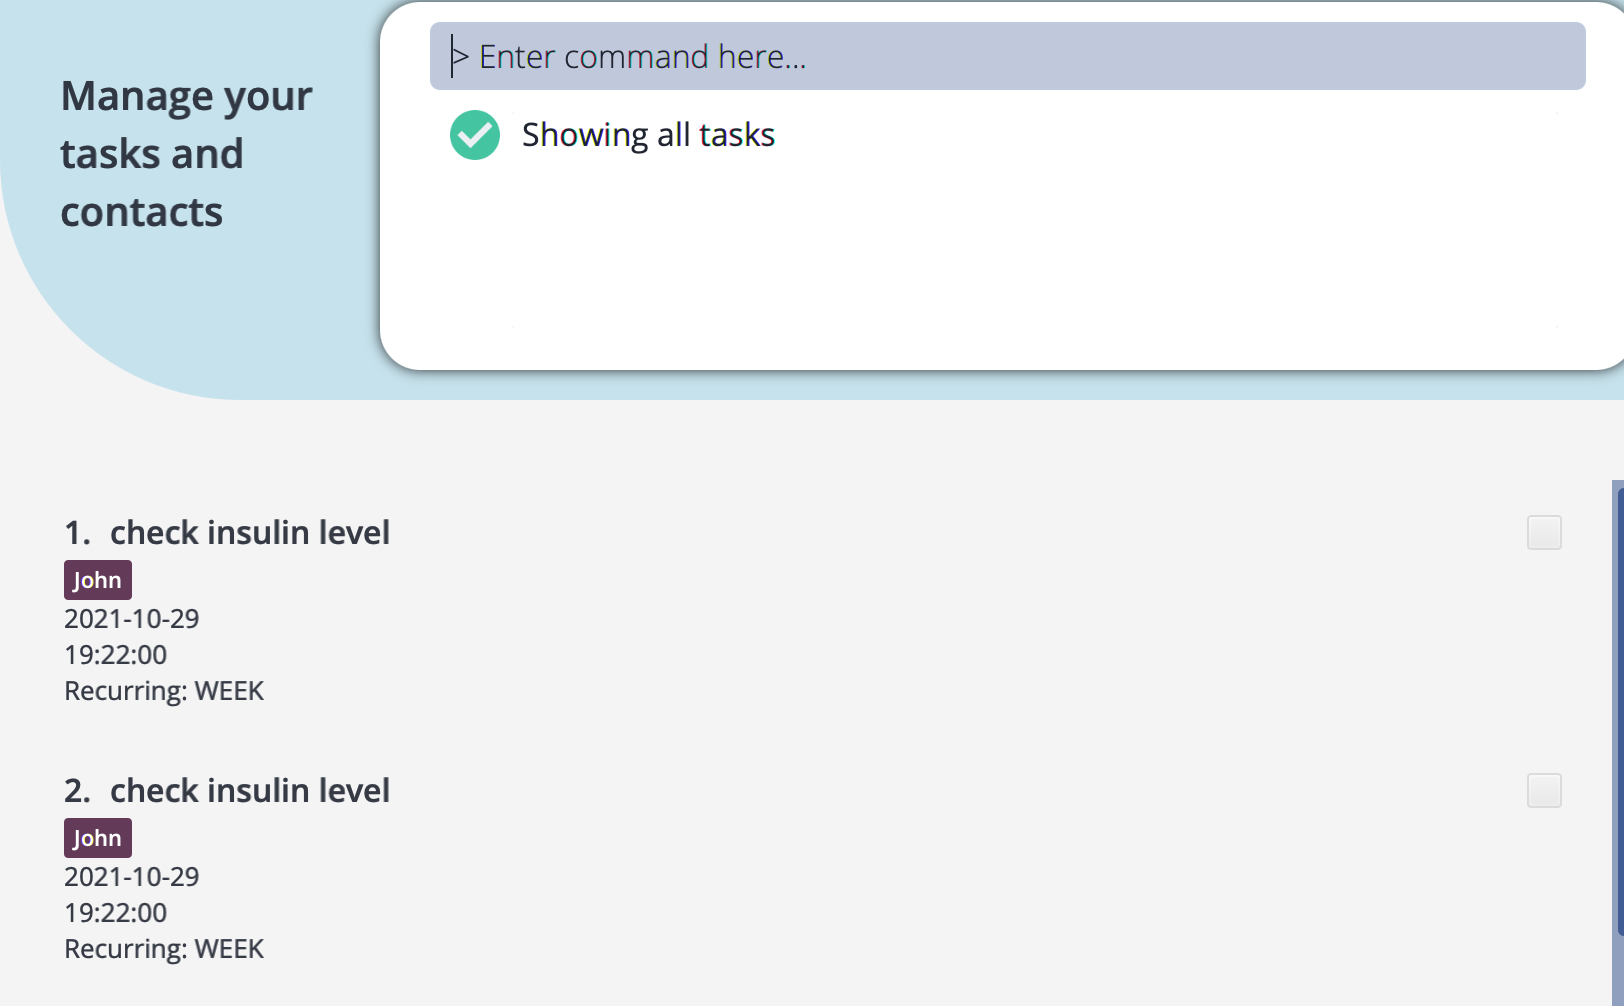 Manage your
tasks and
contacts
> Enter command here...
Showing all tasks
1. check insulin level
John
2021-10-29
19:22:00
Recurring: WEEK
2. check insulin level
John
2021-10-29
19:22:00
Recurring: WEEK